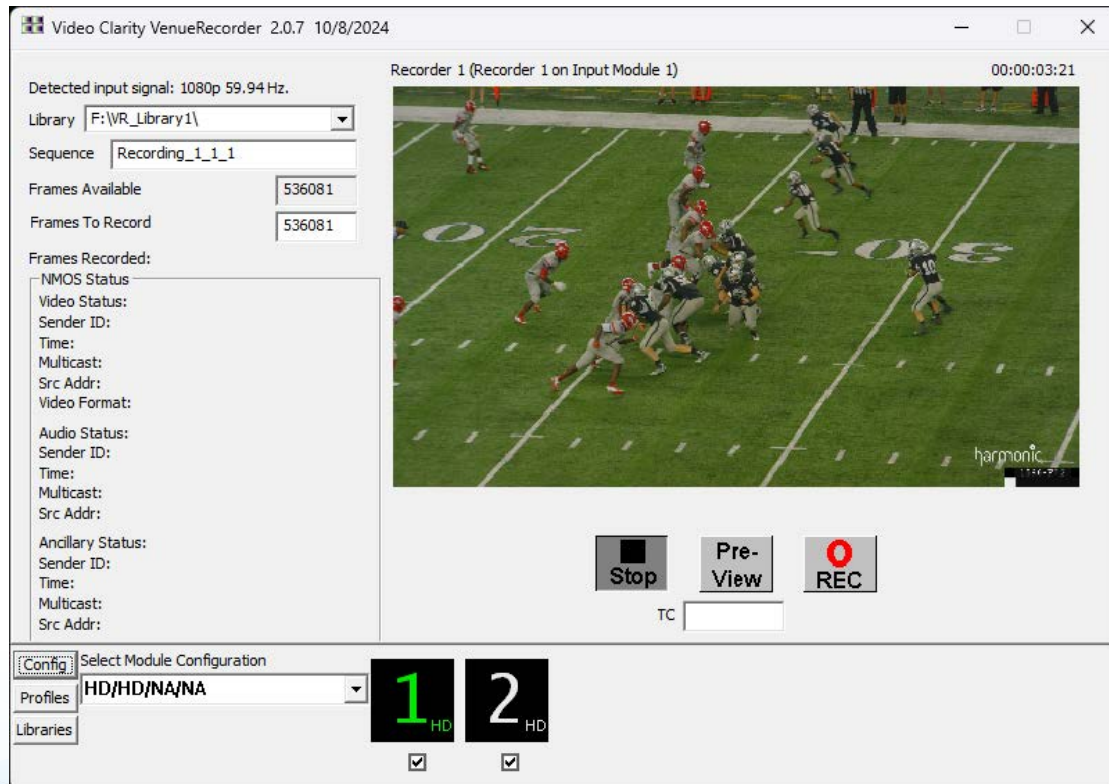 Video Clarity VenueRecorder 2.0.7 10/8/2024
Recorder 1 (Recorder 1 on Input Module 1)
00:00:03:21
Detected input signal: 1080p 59.94 Hz.
Library F:\VR_Library1\
Sequence Recording_1_1_1
Frames Available 536081
Frames To Record 536081
Frames Recorded:
NMOS Status
Video Status:
Sender ID:
Time:
Multicast:
Src Addr:
Video Format:
Audio Status:
Sender ID:
Time:
Multicast:
Src Addr:
Ancillary Status:
Sender ID:
Time:
Multicast:
Src Addr:
20
30
10
harmonic
Stop
Pre-
View
REC
TC
Config
Select Module Configuration
Profiles
HD/HD/NA/NA
Libraries
1 HD
2 HD